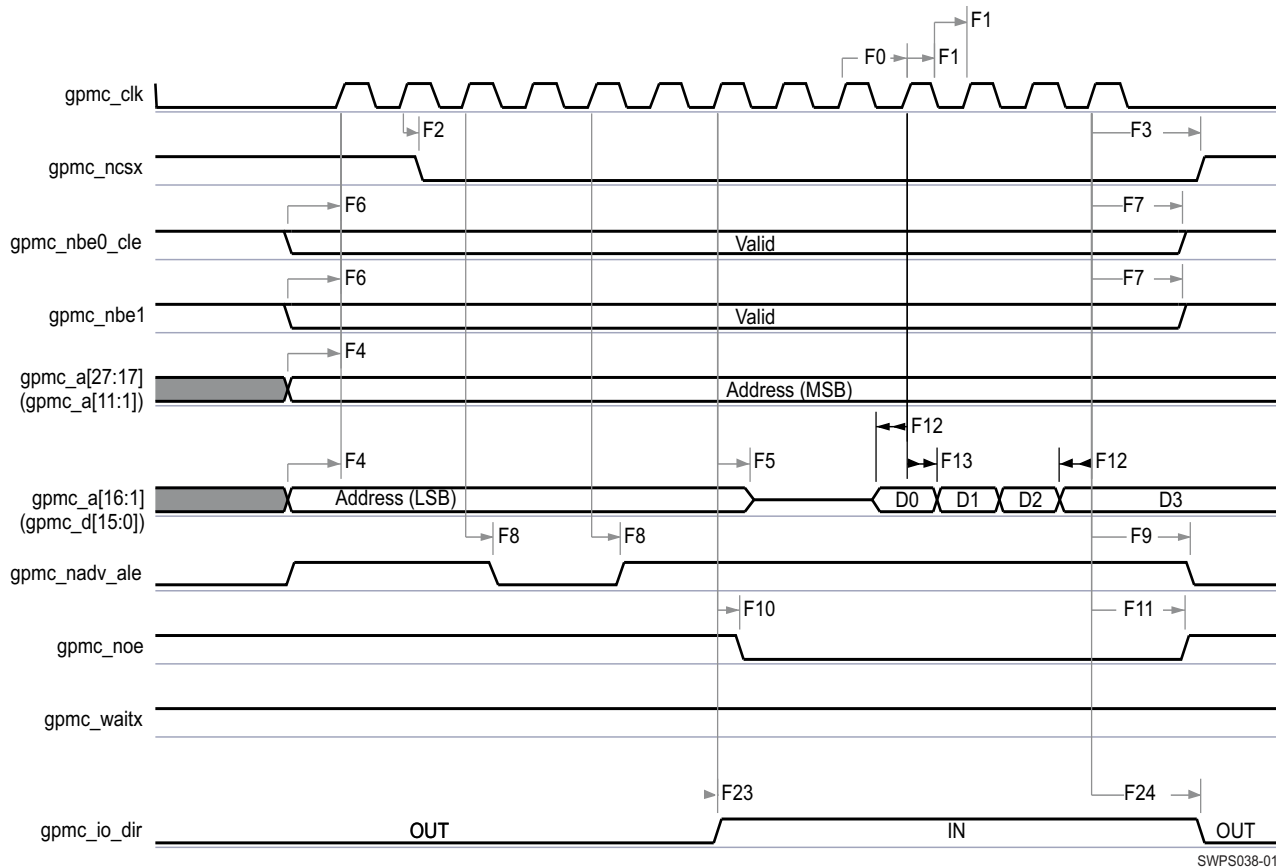 F1
F0 F1
gpmc_clk
F2 F3
gpmc_ncsx
F6 F7
gpmc_nbe0_cle Valid
F6 F7
gpmc_nbe1 Valid
F4
gpmc_a[27:17]
(gpmc_a[11:1])
Address (MSB)
F12
F4 F5 F13 F12
gpmc_a[16:1]
(gpmc_d[15:0])
Address (LSB) D0 D1 D2 D3
F8 F8 F9
gpmc_nadv_ale
F10 F11
gpmc_noe
gpmc_waitx
F23 F24
gpmc_io_dir OUT IN OUT
SWPS038-01